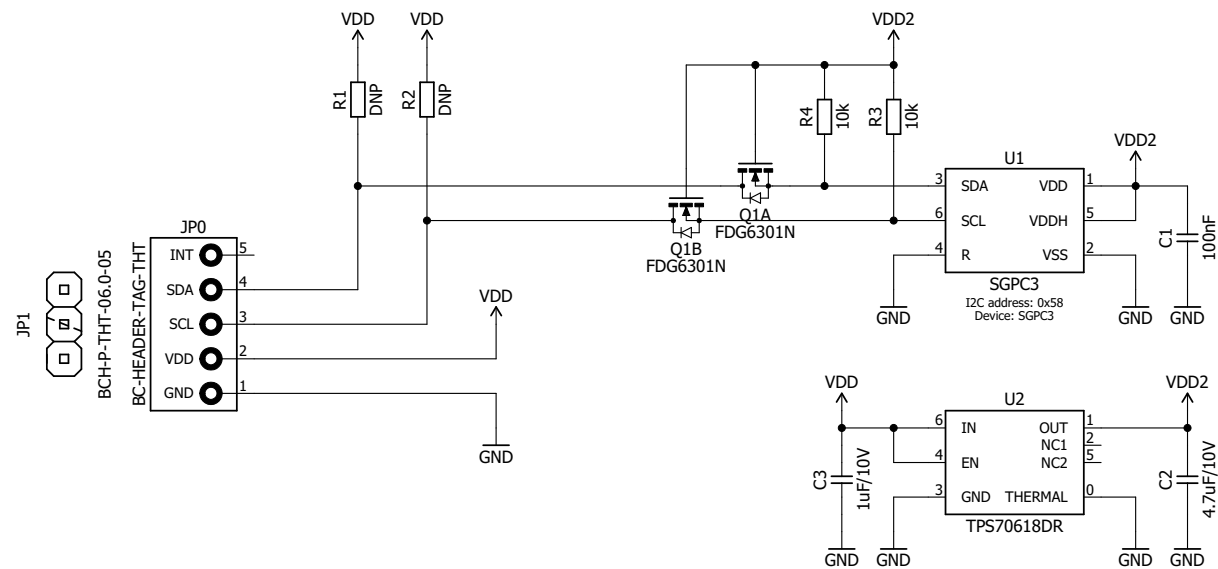 VDD
VDD
VDD2
R1
DNP
R2
DNP
R4
10k
R3
10k
VDD2
U1
3
SDA
VDD
1
6
SCL
VDDH
5
4
R
VSS
2
SGPC3
I2C address: 0x58
Device: SGPC3
C1
100nF
GND
GND
GND
Q1A
FDG6301N
Q1B
FDG6301N
JP0
INT
5
SDA
4
SCL
3
VDD
2
GND
1
JP1
BCH-P-THT-06.0-05
BC-HEADER-TAG-THT
VDD
GND
VDD
VDD2
U2
6
IN
OUT
1
NC1
2
4
EN
NC2
5
3
GND
THERMAL
0
TPS70618DR
C3
1uF/10V
C2
4.7uF/10V
GND
GND
GND
GND